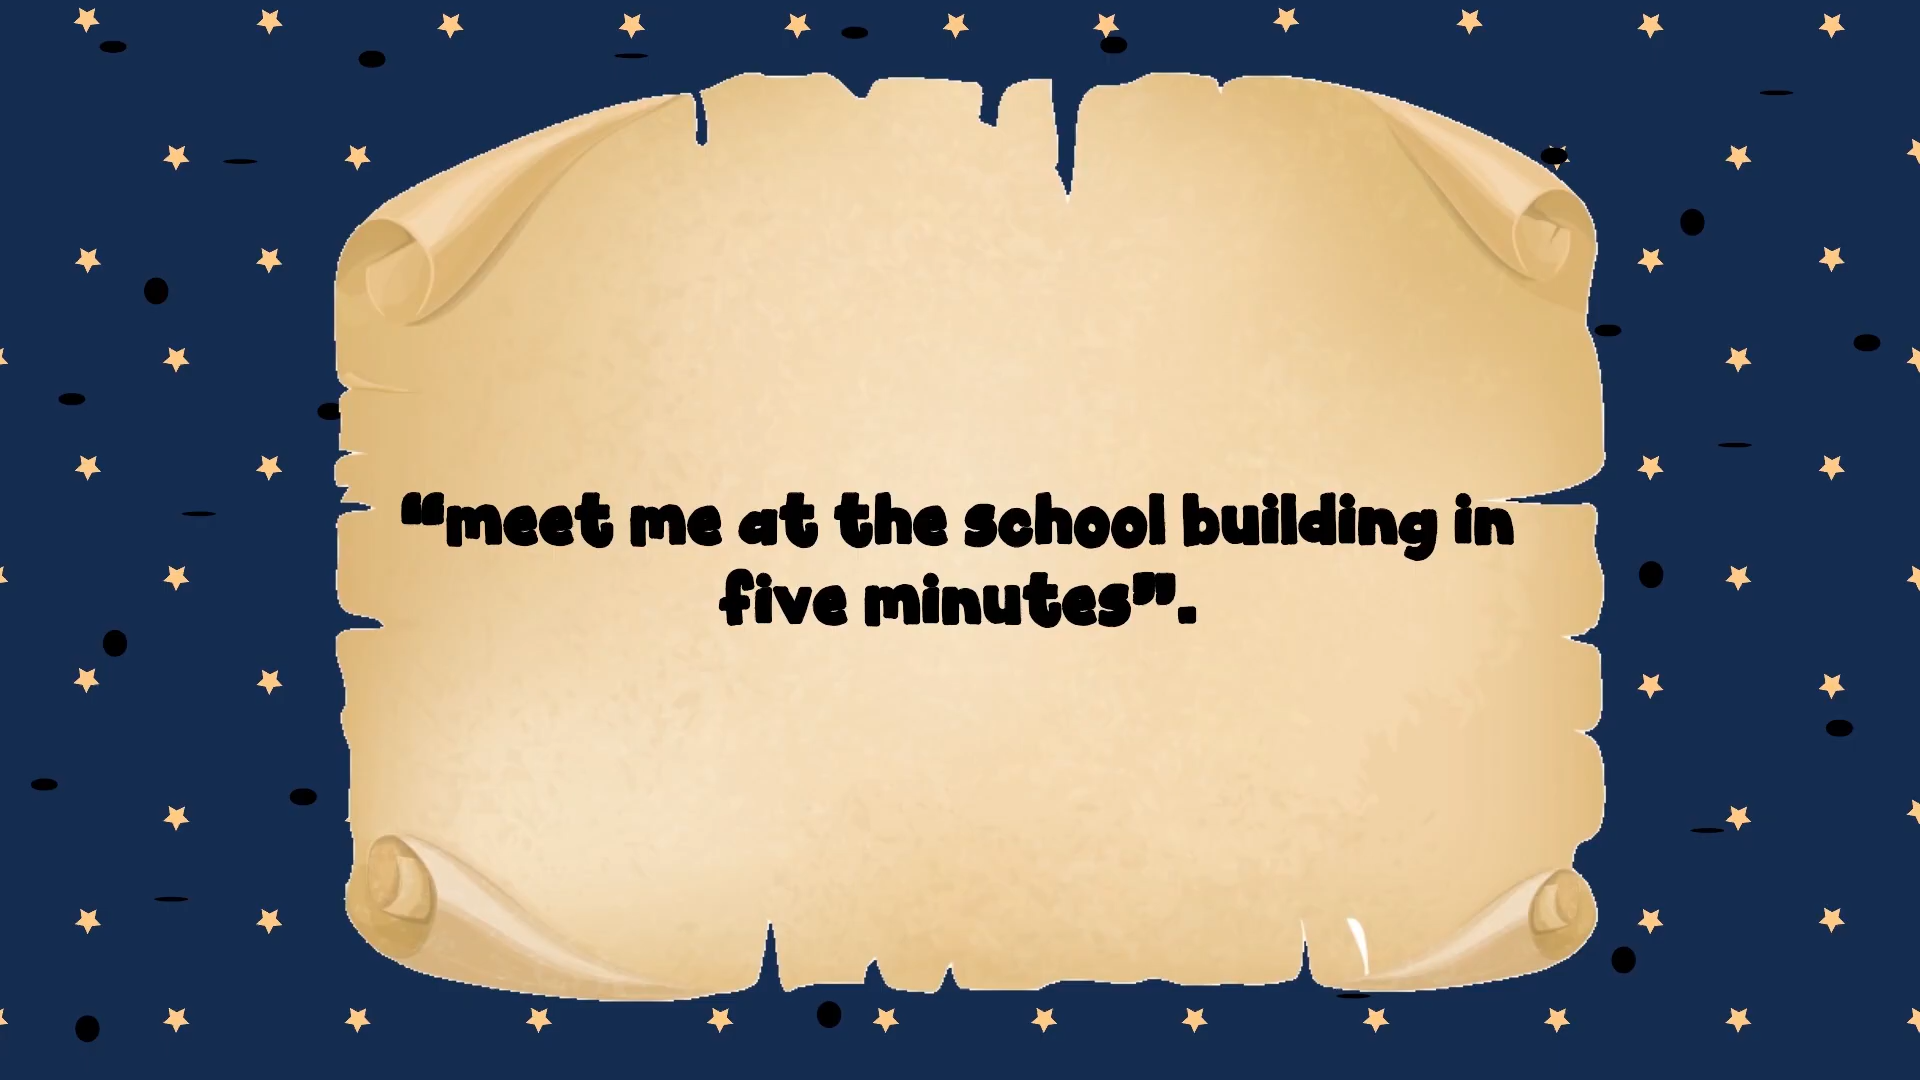 “meet me at the school building in
five minutes”.